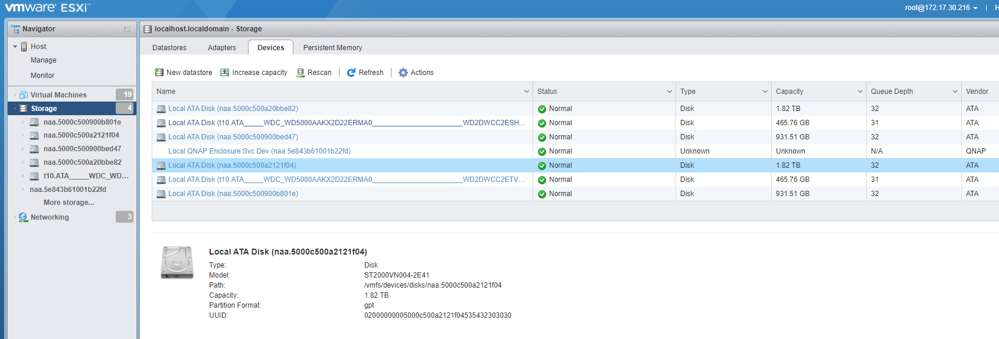 vmware ESXi™
root@172.17.30.216 | H
Navigator
Host
Manage
Monitor
Virtual Machines 19
Storage 4
naa.5000c500900b801e
naa.5000c500a2121f04
naa.5000c500900bed47
naa.5000c500a20bbe82
t10.ATA_____WDC_WD...
naa.5e843b61001b22fd
More storage...
Networking 3
localhost.localdomain - Storage
Datastores Adapters Devices Persistent Memory
New datastore Increase capacity Rescan | Refresh | Actions
Name Status Type Capacity Queue Depth Vendor
Local ATA Disk (naa.5000c500a20bbe82) Normal Disk 1.82 TB 32 ATA
Local ATA Disk (t10.ATA_____WDC_WD5000AAKX2D22ERMA0_______________________WD2DWCC2ESH... Normal Disk 465.76 GB 31 ATA
Local ATA Disk (naa.5000c500900bed47) Normal Disk 931.51 GB 32 ATA
Local QNAP Enclosure Svc Dev (naa.5e843b61001b22fd) Normal Unknown Unknown N/A QNAP
Local ATA Disk (naa.5000c500a2121f04) Normal Disk 1.82 TB 32 ATA
Local ATA Disk (t10.ATA_____WDC_WD5000AAKX2D22ERMA0_______________________WD2DWCC2ETV... Normal Disk 465.76 GB 31 ATA
Local ATA Disk (naa.5000c500900b801e) Normal Disk 931.51 GB 32 ATA
Local ATA Disk (naa.5000c500a2121f04)
Type: Disk
Model: ST2000VN004-2E41
Path: /vmfs/devices/disks/naa.5000c500a2121f04
Capacity: 1.82 TB
Partition Format: gpt
UUID: 02000000005000c500a2121f04535432303030